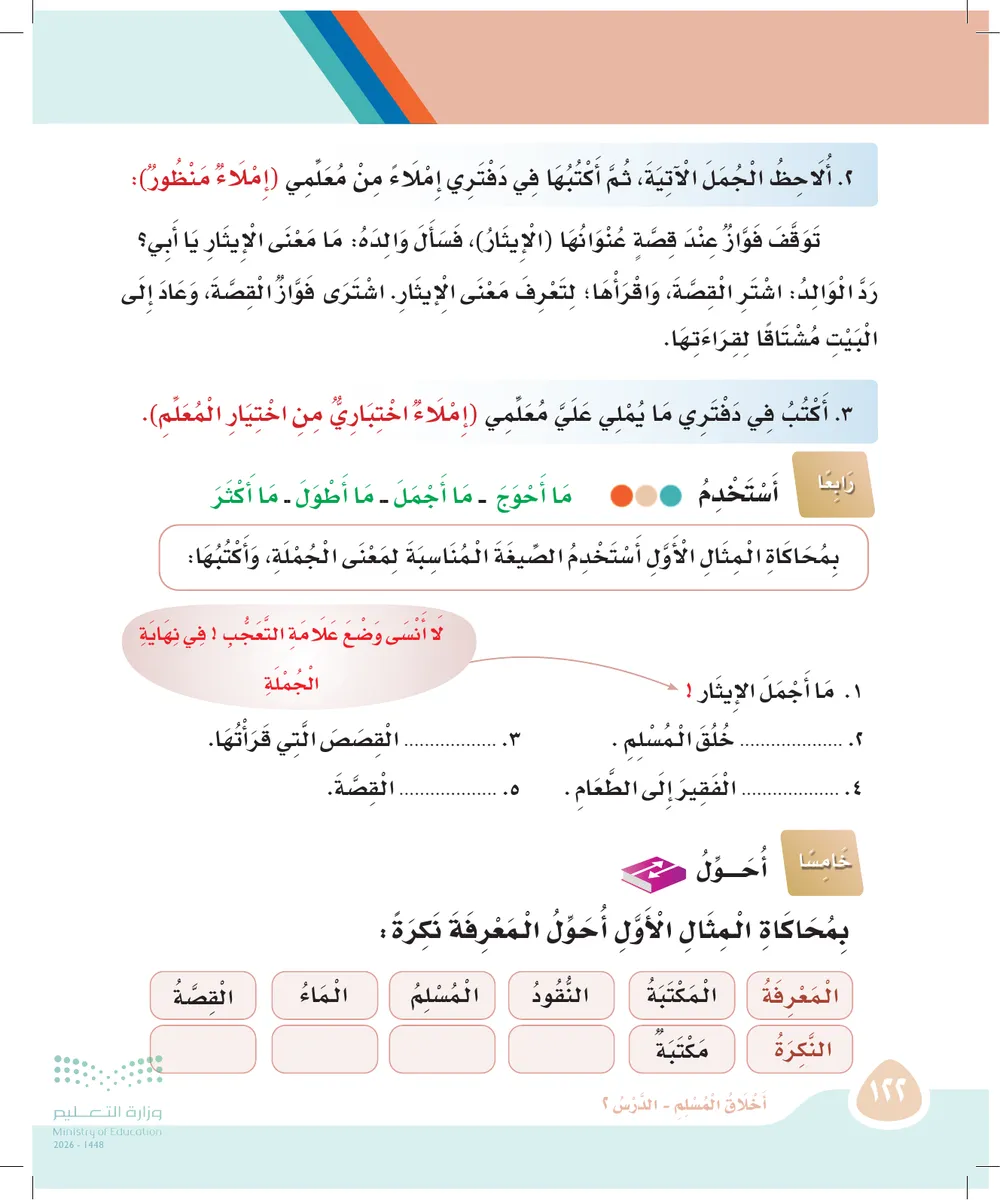 ٢. أُلَاحِظُ الْجُمَلَ الْآتِيَةَ، ثُمَّ أَكْتُبُهَا فِي دَفْتَرِي إِمْلَاءً مِنْ مُعَلِّمِي (إِمْلَاءٌ مَنْظُورٌ):
تَوَقَّفَ فَوَّازٌ عِنْدَ قِصَّةٍ عُنْوَانُهَا (الْإِيثَارُ)، فَسَأَلَ وَالِدَهُ: مَا مَعْنَى الْإِيثَارِ يَا أَبِي؟
رَدَّ الْوَالِدُ: اشْتَرِ الْقِصَّةَ، وَاقْرَأْهَا؛ لِتَعْرِفَ مَعْنَى الْإِيثَارِ. اشْتَرَى فَوَّازٌ الْقِصَّةَ، وَعَادَ إِلَى
الْبَيْتِ مُشْتَاقًا لِقِرَاءَتِهَا.
٣. أَكْتُبُ فِي دَفْتَرِي مَا يُمْلِي عَلَيَّ مُعَلِّمِي (إِمْلَاءٌ اخْتِبَارِيٌّ مِنِ اخْتِيَارِ الْمُعَلِّمِ).
رَابِعًا أَسْتَخْدِمُ مَا أَحْوَجَ - مَا أَجْمَلَ - مَا أَطْوَلَ - مَا أَكْثَرَ
بِمُحَاكَاةِ الْمِثَالِ الْأَوَّلِ أَسْتَخْدِمُ الصِّيغَةَ الْمُنَاسِبَةَ لِمَعْنَى الْجُمْلَةِ، وَأَكْتُبُهَا:
لَا أَنْسَى وَضْعَ عَلَامَةِ التَّعَجُّبِ ! فِي نِهَايَةِ
الْجُمْلَةِ
١. مَا أَجْمَلَ الإِيثَار !
٢. .................... خُلُقَ الْمُسْلِمِ . ٣. .................. الْقِصَصَ الَّتِي قَرَأْتُهَا.
٤. ................... الْفَقِيرَ إِلَى الطَّعَامِ . ٥. ................... الْقِصَّةَ.
خَامِسًا أُحَـــوِّلُ
بِمُحَاكَاةِ الْمِثَالِ الْأَوَّلِ أُحَوِّلُ الْمَعْرِفَةَ نَكِرَةً:
الْمَعْرِفَةُ الْمَكْتَبَةُ النُّقُودُ الْمُسْلِمُ الْمَاءُ الْقِصَّةُ
النَّكِرَةُ مَكْتَبَةٌ
١٢٢
أَخْلَاقُ الْمُسْلِمِ - الدَّرْسُ ٢
وزارة التعـــليم
Ministry of Education
2026 - 1448